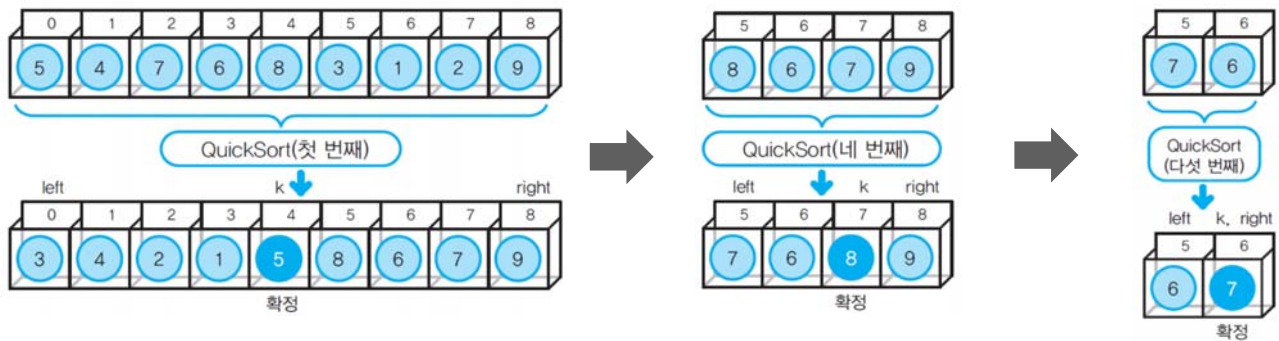 0 1 2 3 4 5 6 7 8
5 4 7 6 8 3 1 2 9
QuickSort(첫 번째)
left k right
0 1 2 3 4 5 6 7 8
3 4 2 1 5 8 6 7 9
확정
5 6 7 8
8 6 7 9
QuickSort(네 번째)
left k right
5 6 7 8
7 6 8 9
확정
5 6
7 6
QuickSort
(다섯 번째)
left k, right
5 6
6 7
확정